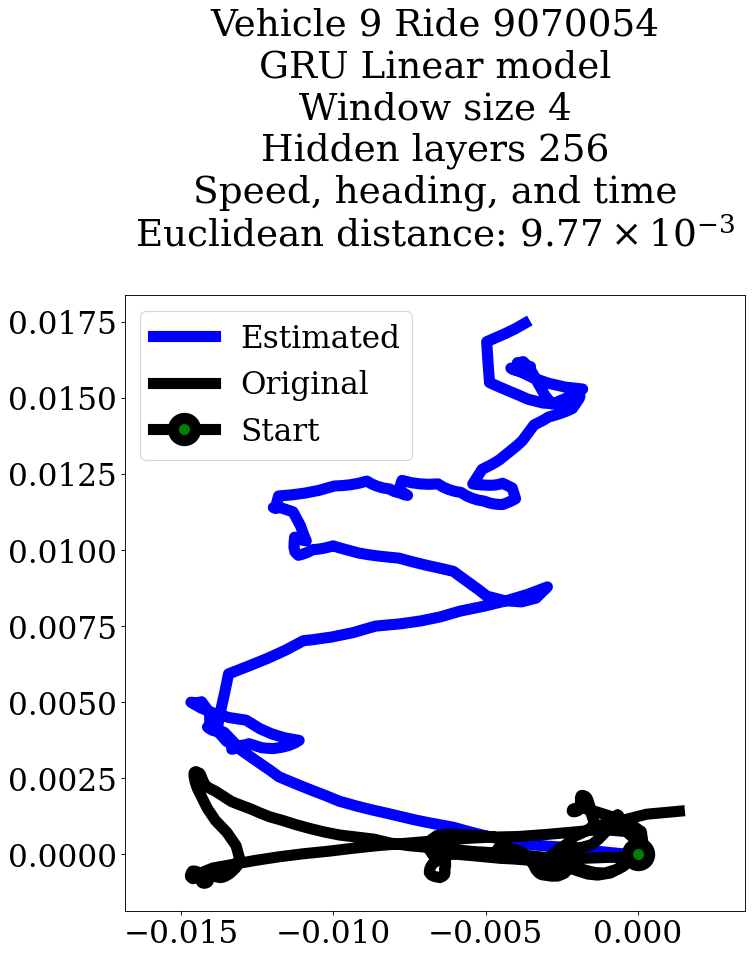 Vehicle 9 Ride 9070054
GRU Linear model
Window size 4
Hidden layers 256
Speed, heading, and time
Euclidean distance: 9.77 × 10⁻³
Estimated
Original
Start
0.0175
0.0150
0.0125
0.0100
0.0075
0.0050
0.0025
0.0000
−0.015 −0.010 −0.005 0.000